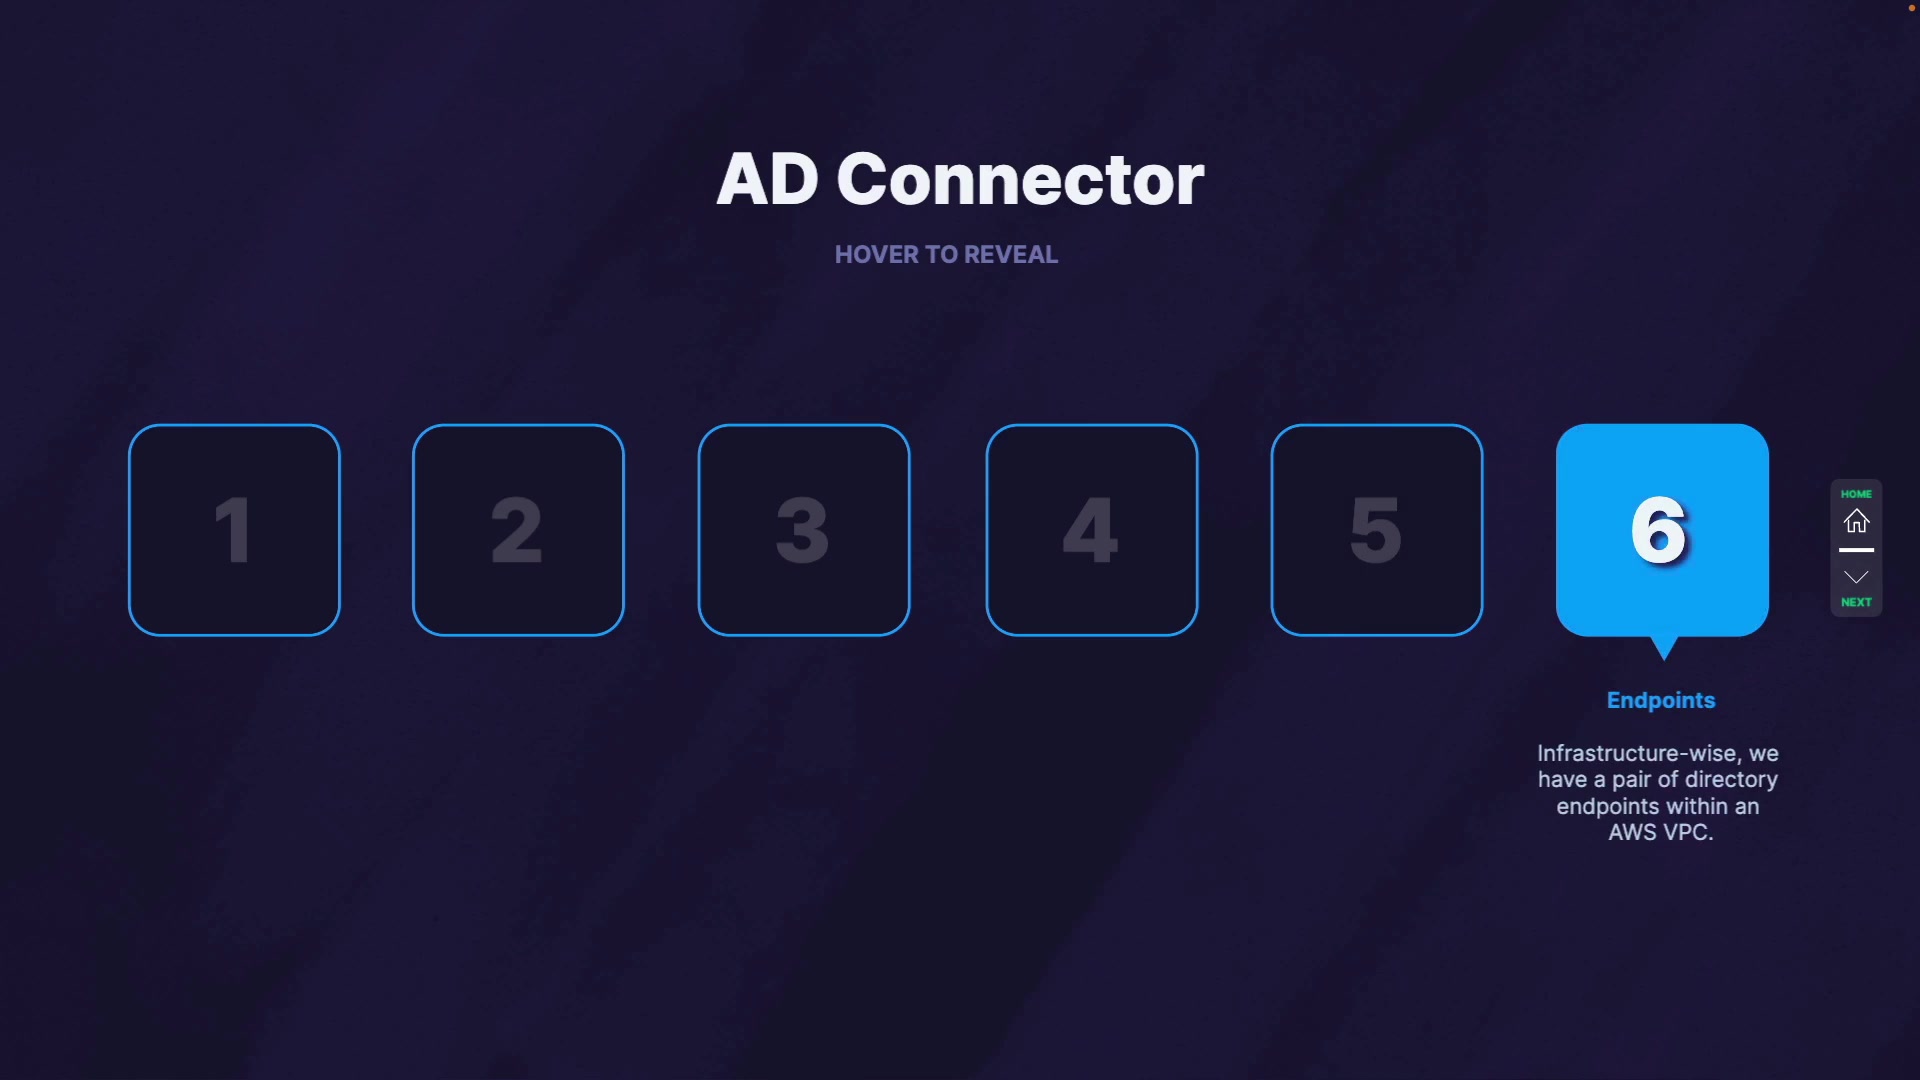 AD Connector
HOVER TO REVEAL
1
2
3
4
5
6
HOME
NEXT
Endpoints
Infrastructure-wise, we
have a pair of directory
endpoints within an
AWS VPC.